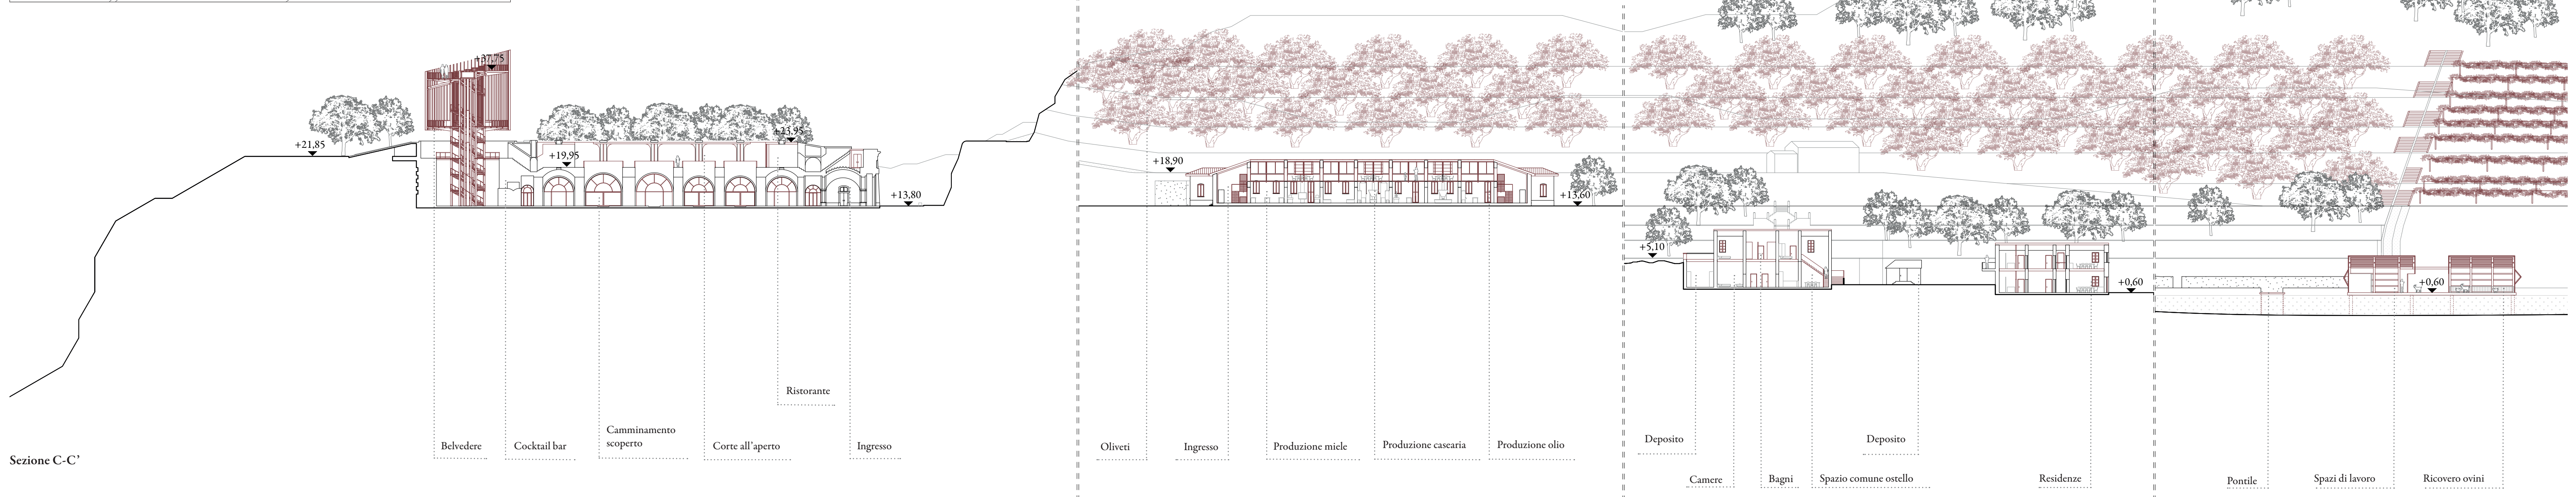 +37,75
+23,95
+21,85
+19,95
+18,90
+13,80
+13,60
+5,10
+0,60
+0,60
Ristorante
Camminamento
scoperto
Belvedere
Cocktail bar
Corte all'aperto
Ingresso
Oliveti
Ingresso
Produzione miele
Produzione casearia
Produzione olio
Deposito
Deposito
Camere
Bagni
Spazio comune ostello
Residenze
Pontile
Spazi di lavoro
Ricovero ovini
Sezione C-C'